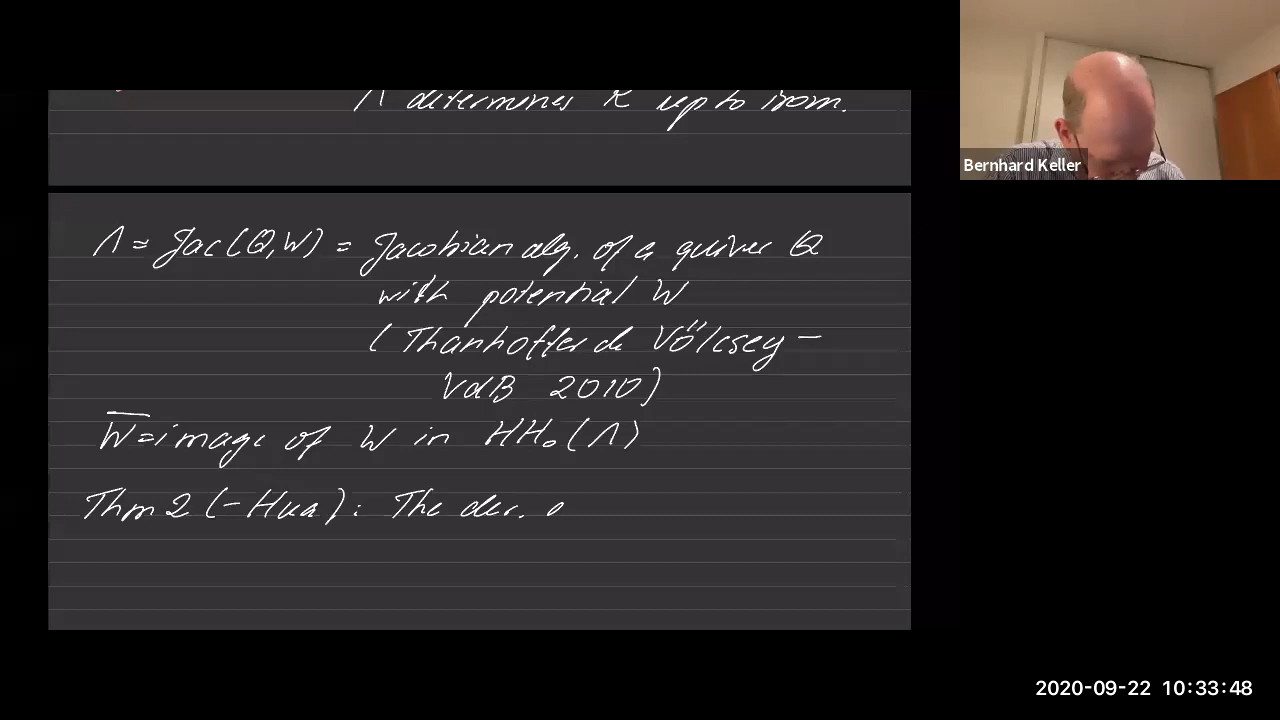 Λ determines R up to isom.
Λ = Jac(Q,W) = Jacobian alg. of a quiver Q
with potential W
(Thanhoffer de Völcsey –
VdB 2010)
W̅ = image of W in HH₀(Λ)
Thm 2 (–Hua): The der.
Bernhard Keller
2020-09-22 10:33:48